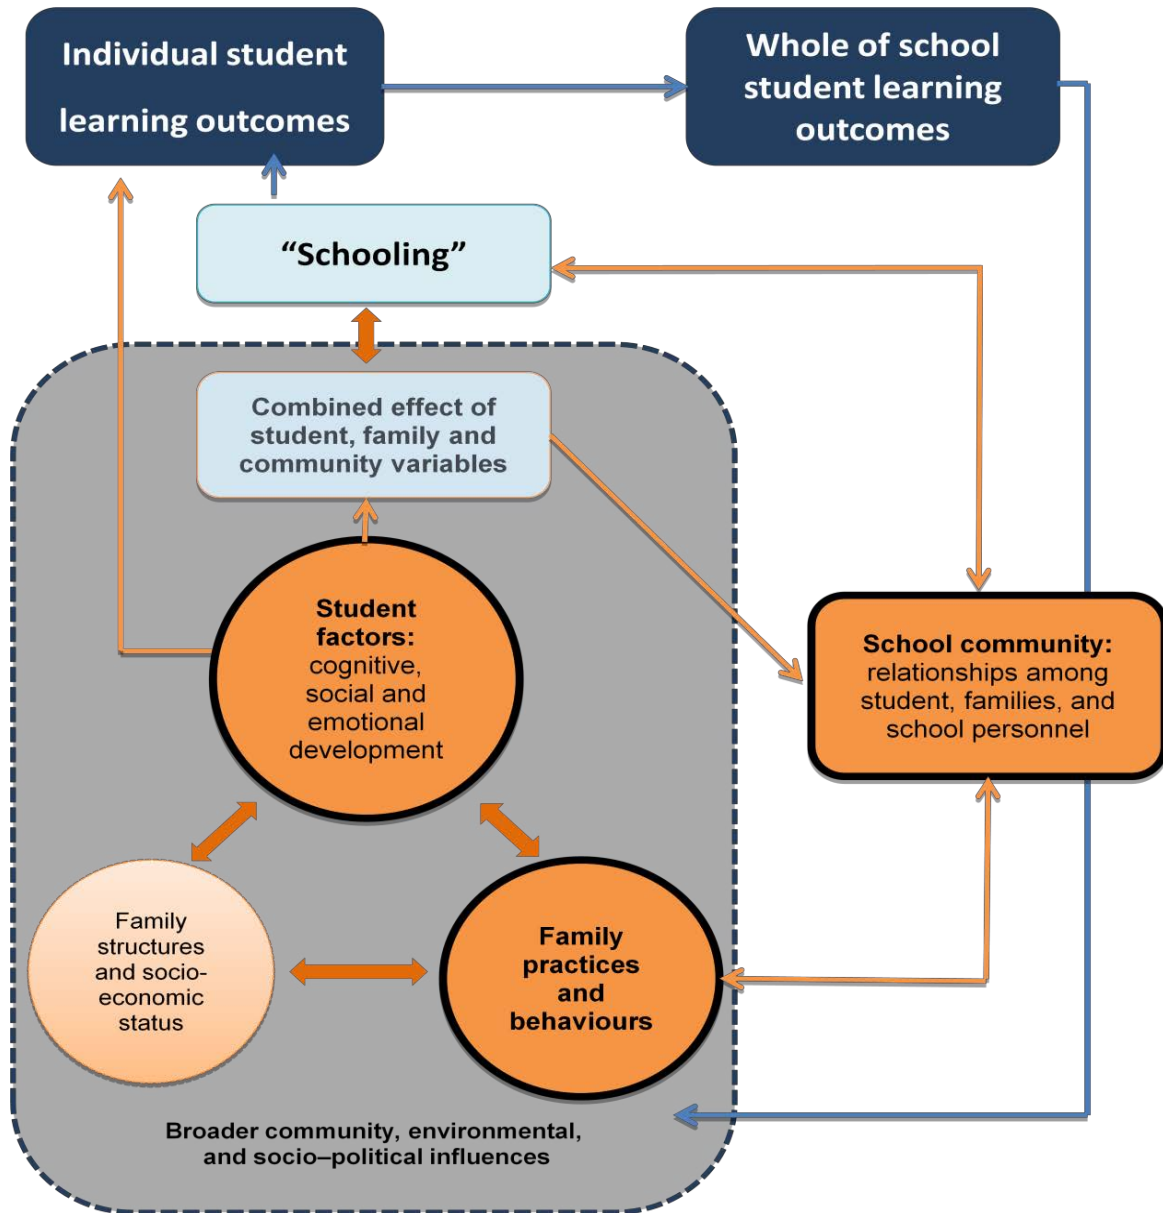 Individual student
learning outcomes
Whole of school
student learning
outcomes
“Schooling”
Combined effect of
student, family and
community variables
Student
factors:
cognitive,
social and
emotional
development
School community:
relationships among
student, families, and
school personnel
Family
structures
and socio-
economic
status
Family
practices
and
behaviours
Broader community, environmental,
and socio–political influences